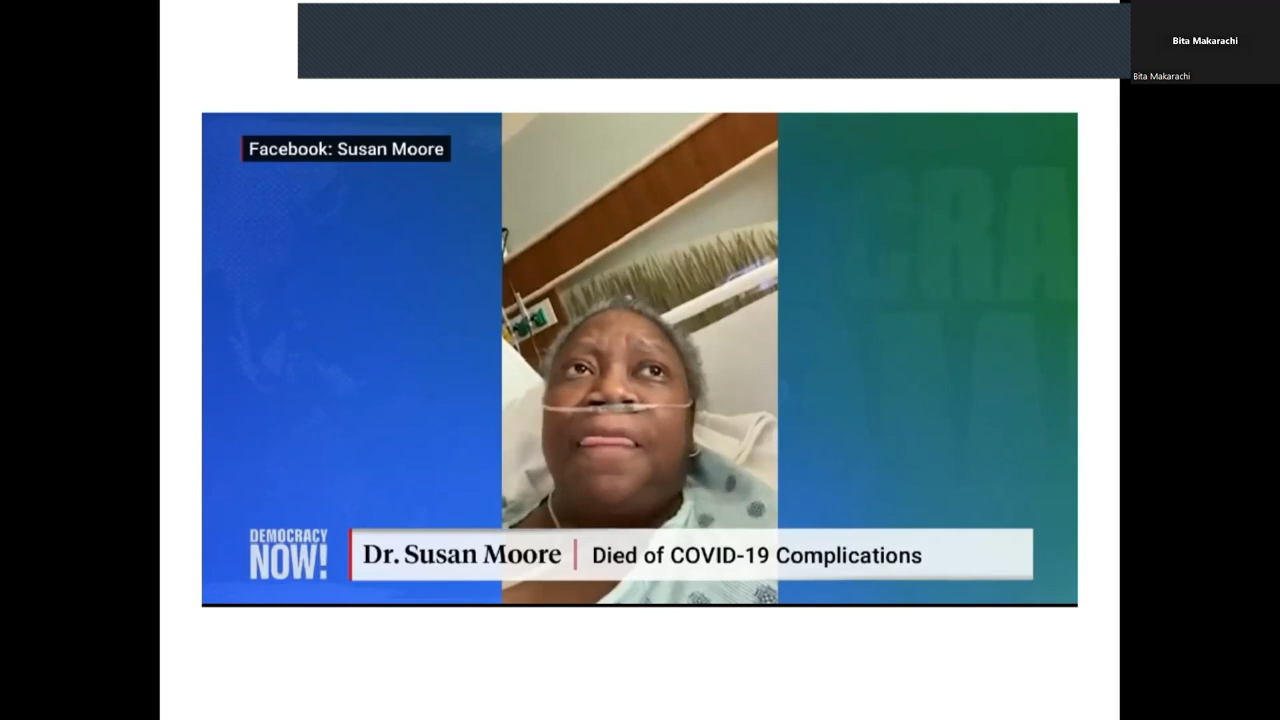 Bita Makarachi
Bita Makarachi
Facebook: Susan Moore
DEMOCRACY
NOW!
Dr. Susan Moore | Died of COVID-19 Complications